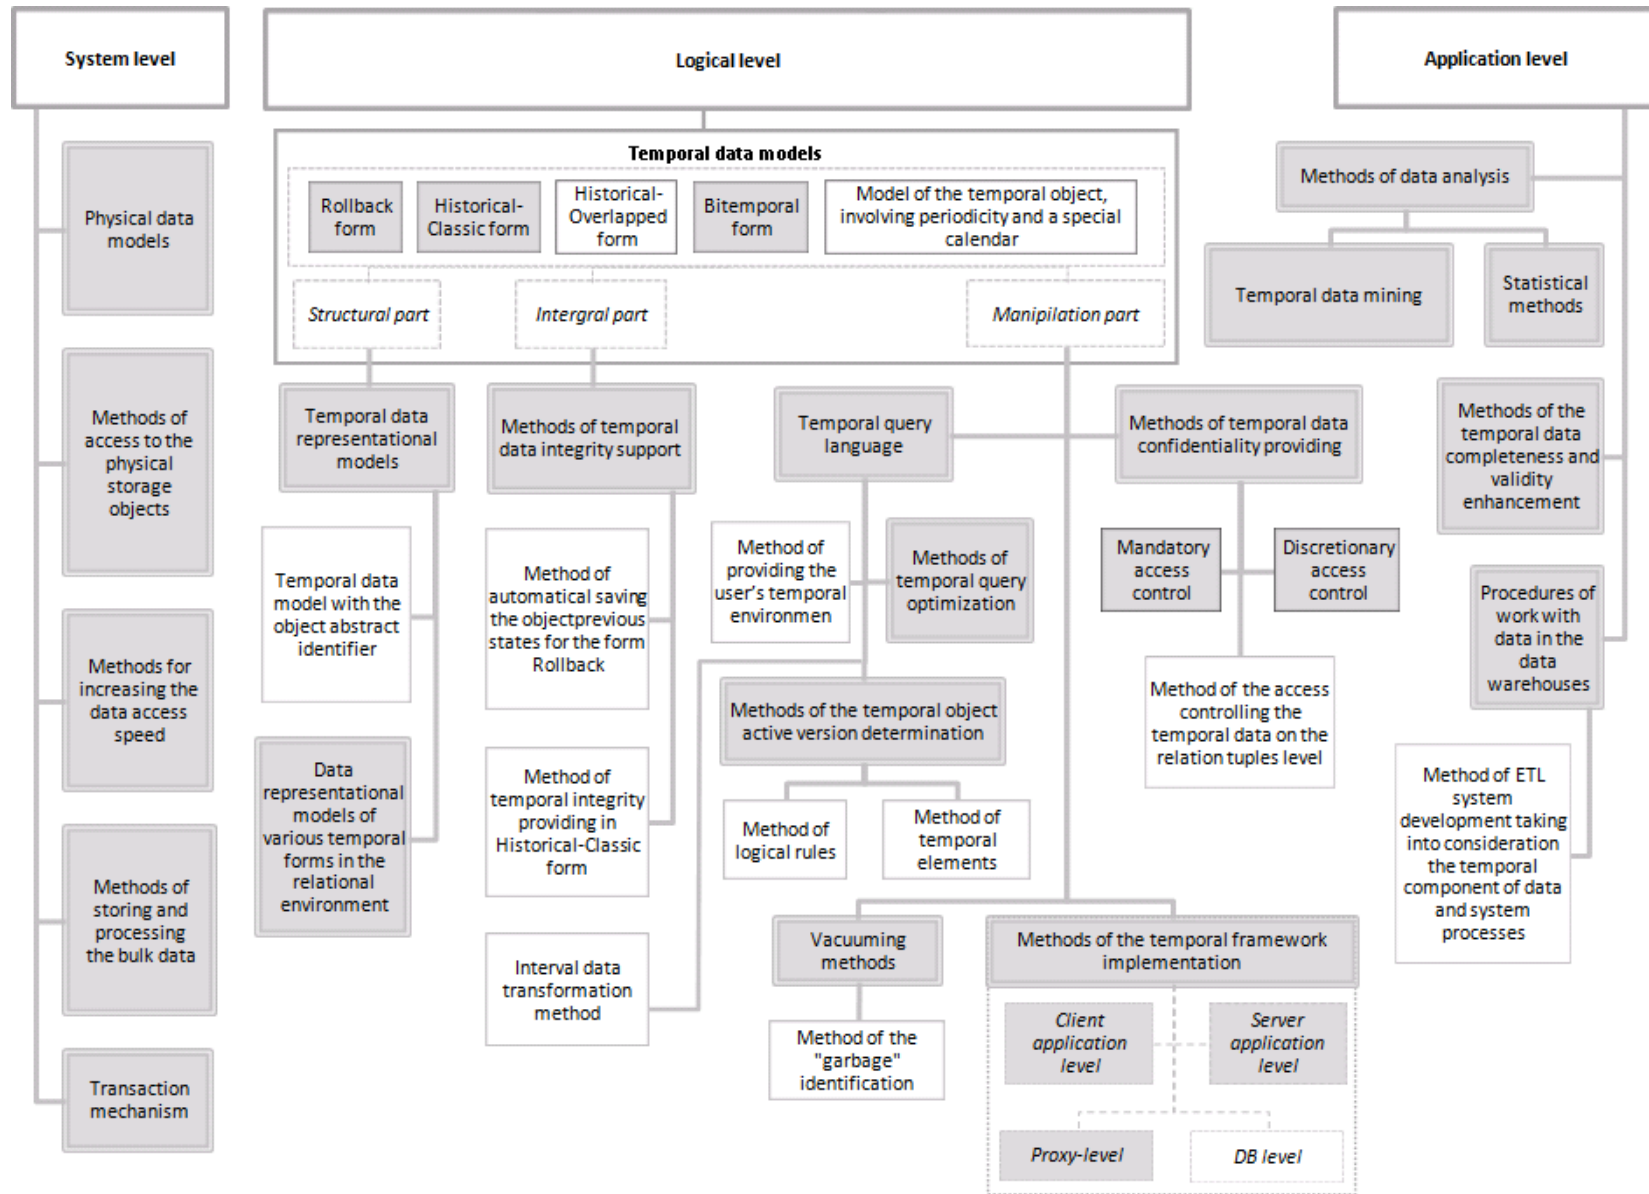 System level
Logical level
Application level
Temporal data models
Rollback
form
Historical-
Classic form
Historical-
Overlapped
form
Bitemporal
form
Model of the temporal object,
involving periodicity and a special
calendar
Structural part
Intergral part
Manipilation part
Physical data
models
Methods of
access to the
physical
storage
objects
Methods for
increasing the
data access
speed
Methods of
storing and
processing
the bulk data
Transaction
mechanism
Temporal data
representational
models
Temporal data
model with the
object abstract
identifier
Data
representational
models of
various temporal
forms in the
relational
environment
Methods of temporal
data integrity support
Method of
automatical saving
the objectprevious
states for the form
Rollback
Method of
temporal integrity
providing in
Historical-Classic
form
Interval data
transformation
method
Temporal query
language
Method of
providing the
user's temporal
environmen
Methods of
temporal query
optimization
Methods of the temporal object
active version determination
Method of
logical rules
Method of
temporal
elements
Vacuuming
methods
Method of the
"garbage"
identification
Methods of temporal data
confidentiality providing
Mandatory
access
control
Discretionary
access
control
Method of the access
controlling the
temporal data on the
relation tuples level
Methods of the temporal framework
implementation
Client
application
level
Server
application
level
Proxy-level
DB level
Methods of data analysis
Temporal data mining
Statistical
methods
Methods of the
temporal data
completeness and
validity
enhancement
Procedures of
work with
data in the
data
warehouses
Method of ETL
system
development taking
into consideration
the temporal
component of data
and system
processes